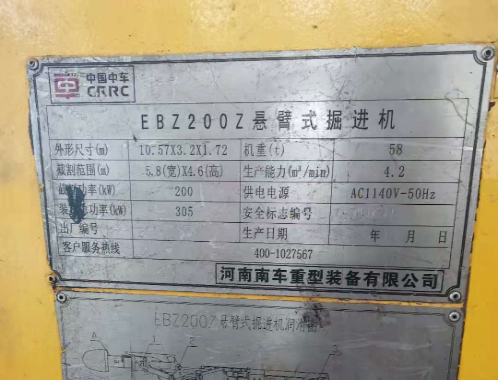 中国中车
CRRC
EBZ200Z悬臂式掘进机
外形尺寸(m) 10.57X3.2X1.72 机重(t) 58
截割范围(m) 5.8(宽)X4.6(高) 生产能力(m³/min) 4.2
功率(kW) 200 供电电源 AC1140V-50Hz
装 功率(kW) 305 安全标志编号
出厂编号 生产日期 年 月 日
客户服务热线 400-1027567
河南南车重型装备有限公司
EBZ200Z悬臂式掘进机润滑图